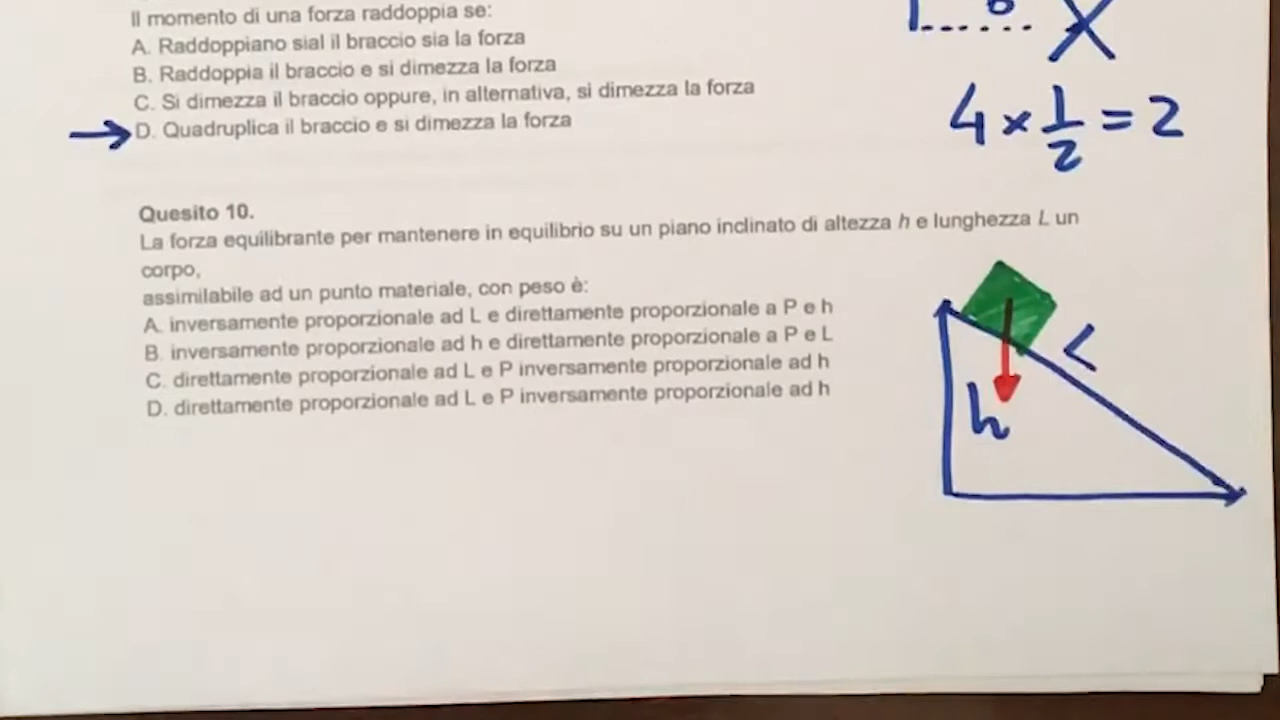 Il momento di una forza raddoppia se:
A. Raddoppiano sial il braccio sia la forza
B. Raddoppia il braccio e si dimezza la forza
C. Si dimezza il braccio oppure, in alternativa, si dimezza la forza
D. Quadruplica il braccio e si dimezza la forza
4 x 1/2 = 2
Quesito 10.
La forza equilibrante per mantenere in equilibrio su un piano inclinato di altezza h e lunghezza L un
corpo,
assimilabile ad un punto materiale, con peso è:
A. inversamente proporzionale ad L e direttamente proporzionale a P e h
B. inversamente proporzionale ad h e direttamente proporzionale a P e L
C. direttamente proporzionale ad L e P inversamente proporzionale ad h
D. direttamente proporzionale ad L e P inversamente proporzionale ad h
L
h